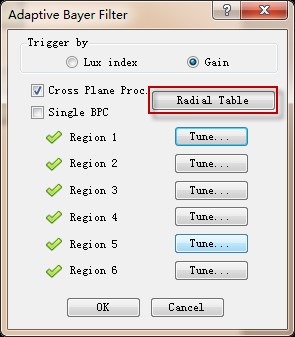 Adaptive Bayer Filter
Trigger by
Lux index Gain
Cross Plane Proc. Radial Table
Single BPC
Region 1 Tune...
Region 2 Tune...
Region 3 Tune...
Region 4 Tune...
Region 5 Tune...
Region 6 Tune...
OK Cancel